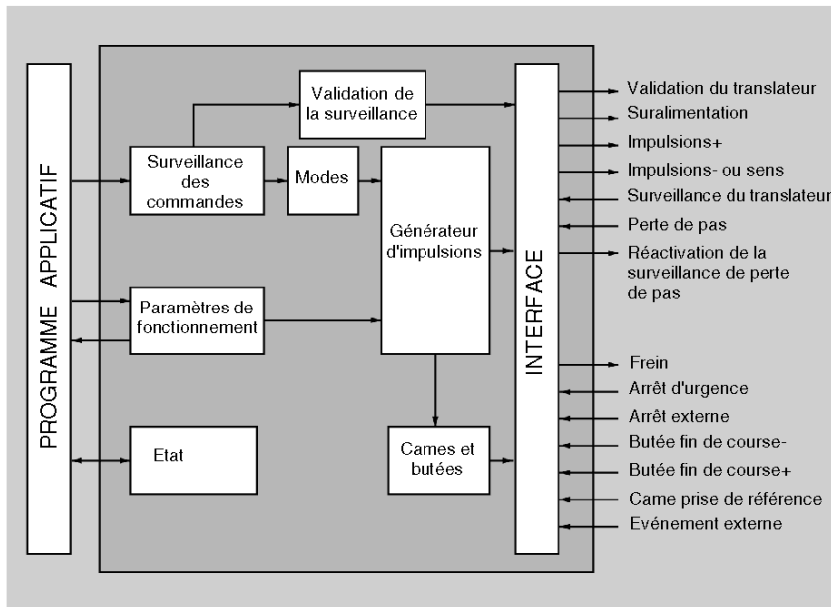 PROGRAMME APPLICATIF
Validation de
la surveillance
Surveillance
des
commandes
Modes
Générateur
d'impulsions
Paramètres de
fonctionnement
Etat
Cames et
butées
INTERFACE
Validation du translateur
Suralimentation
Impulsions+
Impulsions- ou sens
Surveillance du translateur
Perte de pas
Réactivation de la
surveillance de perte
de pas
Frein
Arrêt d'urgence
Arrêt externe
Butée fin de course-
Butée fin de course+
Came prise de référence
Evénement externe